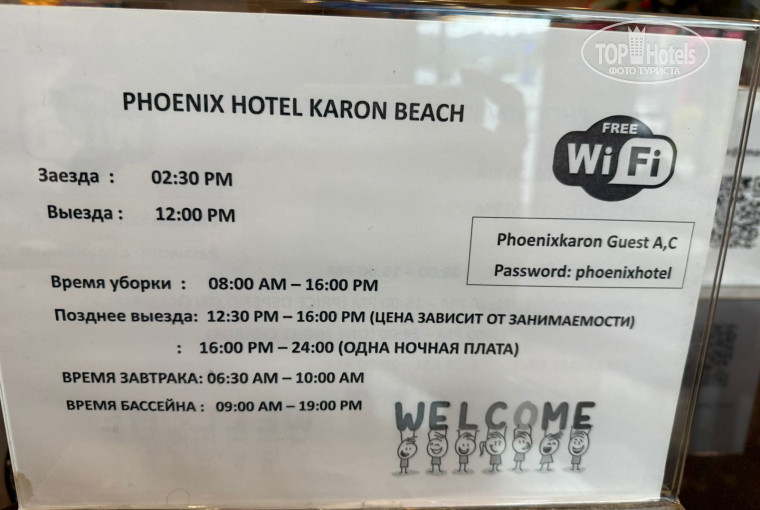 TOPHotels
ФОТО ТУРИСТА
PHOENIX HOTEL KARON BEACH
FREE
WiFi
Заезда : 02:30 PM
Выезда : 12:00 PM
Phoenixkaron Guest A,C
Password: phoenixhotel
Время уборки : 08:00 AM – 16:00 PM
Позднее выезда: 12:30 PM – 16:00 PM (ЦЕНА ЗАВИСИТ ОТ ЗАНИМАЕМОСТИ)
: 16:00 PM – 24:00 (ОДНА НОЧНАЯ ПЛАТА)
ВРЕМЯ ЗАВТРАКА: 06:30 AM – 10:00 AM
ВРЕМЯ БАССЕЙНА : 09:00 AM – 19:00 PM
WELCOME